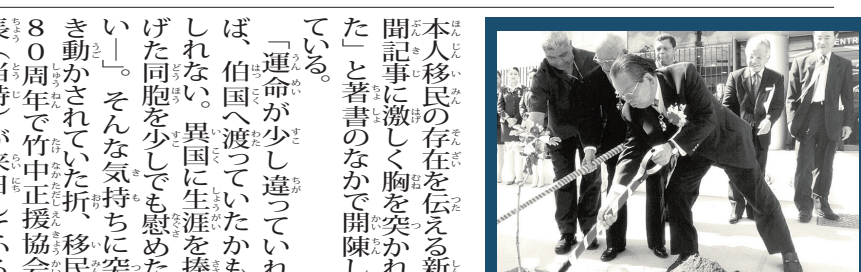 本人移民の存在を伝える新
聞記事に激しく胸を突かれ
た」と著書のなかで開陳し
ている。
「運命が少し違っていれ
ば、伯国へ渡っていたかも
しれない。異国に生涯を捧
げた同胞を少しでも慰めた
い―」。そんな気持ちに突
き動かされていた折、移民
80周年で竹中正援協会
長（当時）が来日した
ENTR